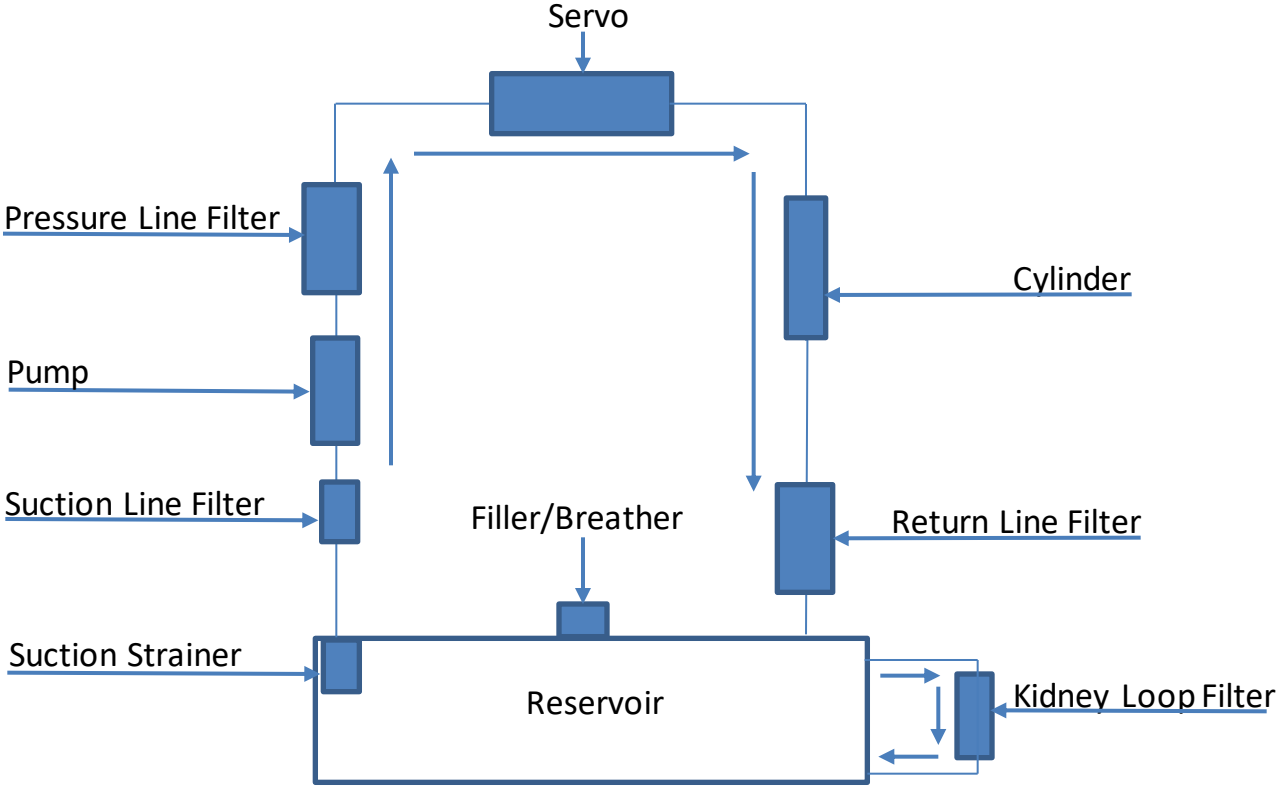 Servo
Pressure Line Filter
Cylinder
Pump
Suction Line Filter
Filler/Breather
Return Line Filter
Suction Strainer
Reservoir
Kidney Loop Filter